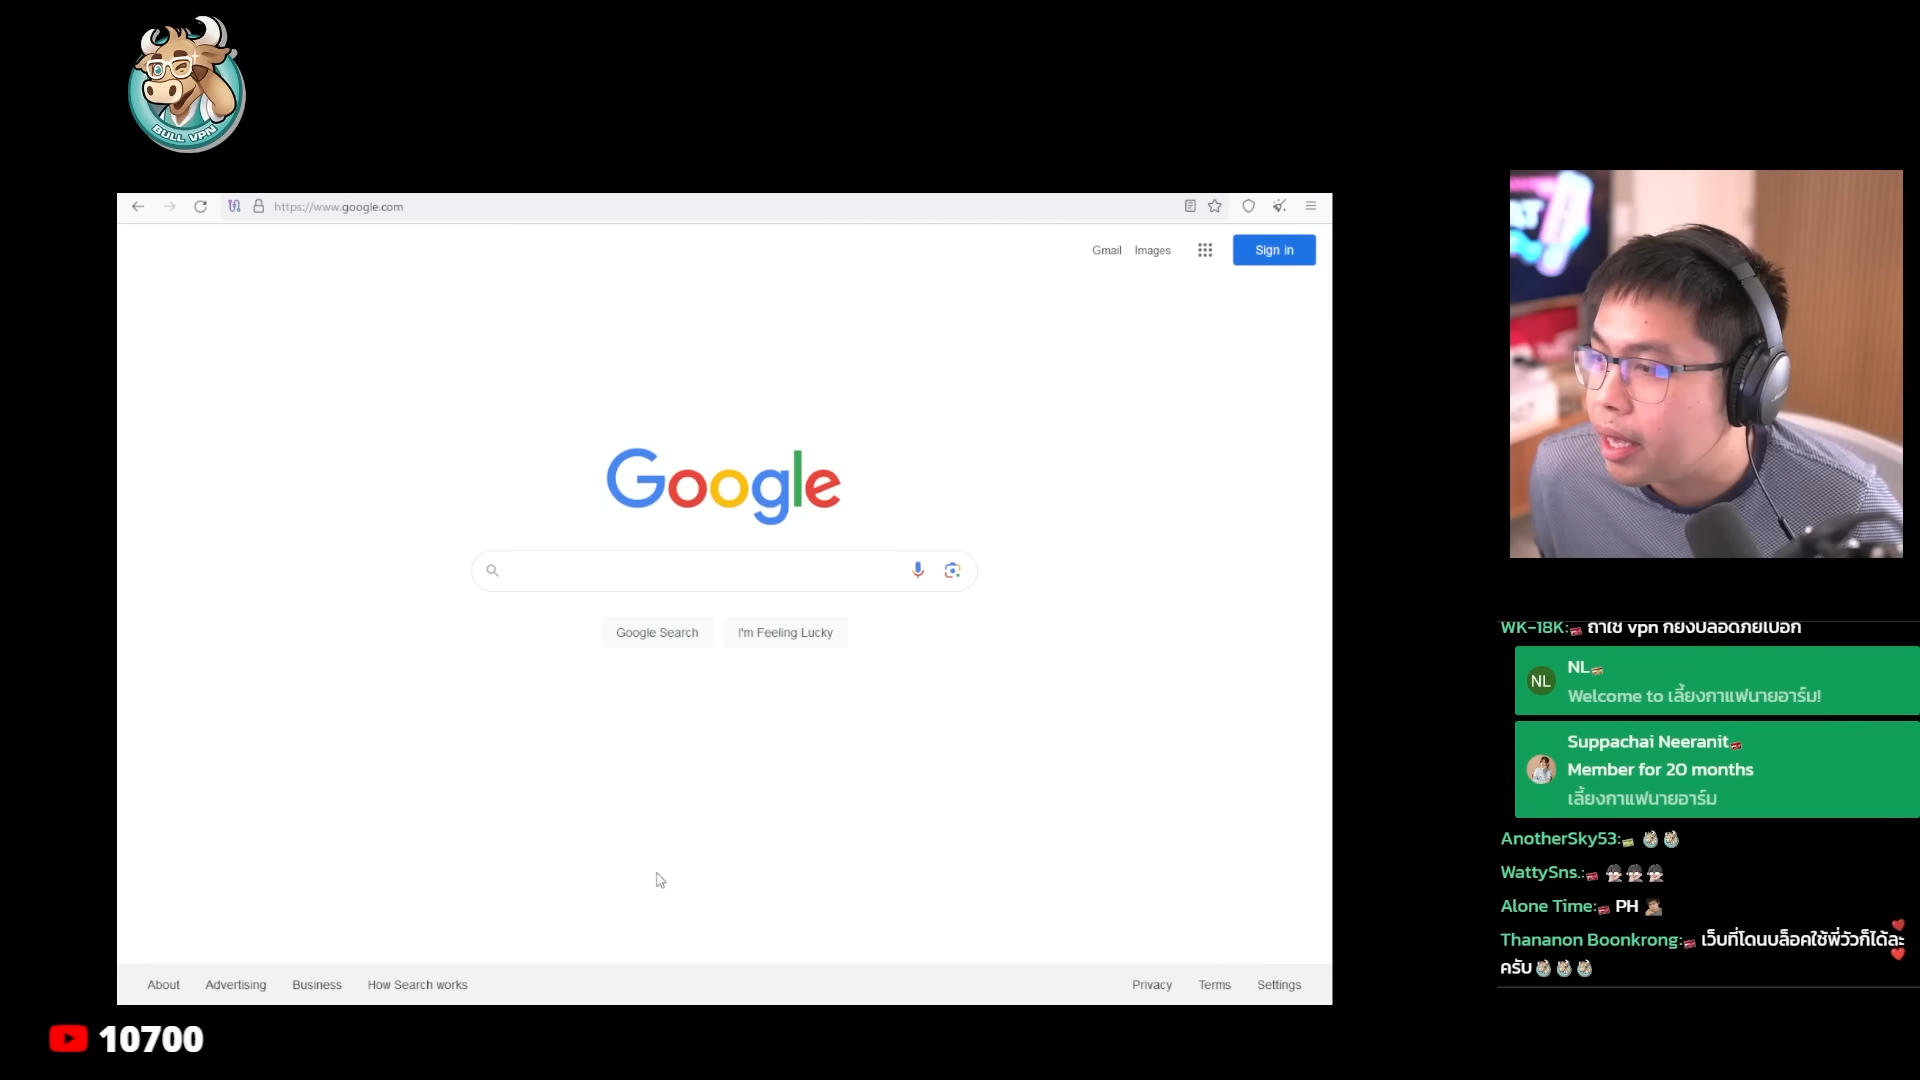 BULL VPN
https://www.google.com
Gmail Images Sign in
Google
Google Search I'm Feeling Lucky
About Advertising Business How Search works Privacy Terms Settings
10700
WK-18K: ถ้าใช้ vpn ก็ยังปลอดภัยไปอีก
NL
NL
Welcome to เลี้ยงกาแฟนายอาร์ม!
Suppachai Neeranit
Member for 20 months
เลี้ยงกาแฟนายอาร์ม
AnotherSky53:
WattySns.:
Alone Time: PH
Thananon Boonkrong: เว็บที่โดนบล็อคใช้พี่วัวก็ได้ละ
ครับ